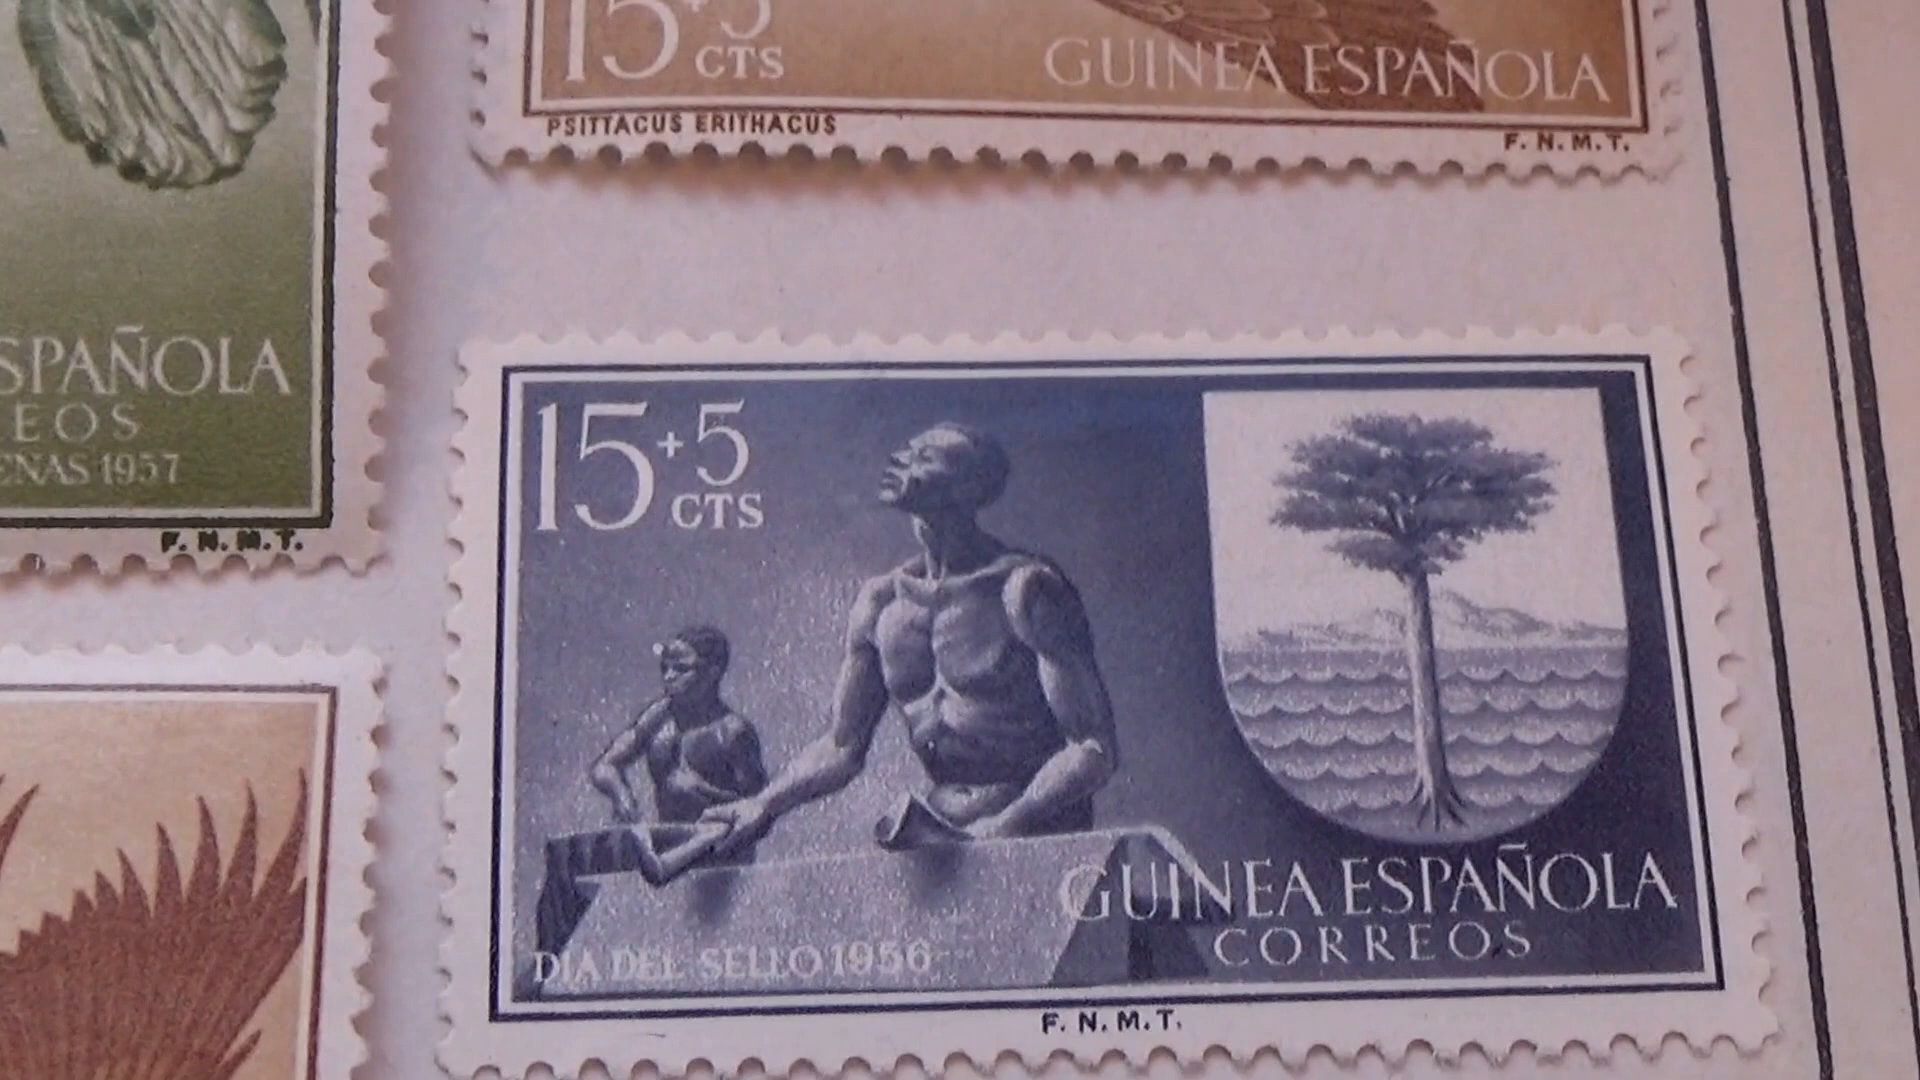 15+5
CTS
GUINEA ESPAÑOLA
PSITTACUS ERITHACUS
F. N. M. T.
SPAÑOLA
EOS
ENAS 1957
F. N. M. T.
15+5
CTS
GUINEA ESPAÑOLA
CORREOS
DIA DEL SELLO 1956
F. N. M. T.